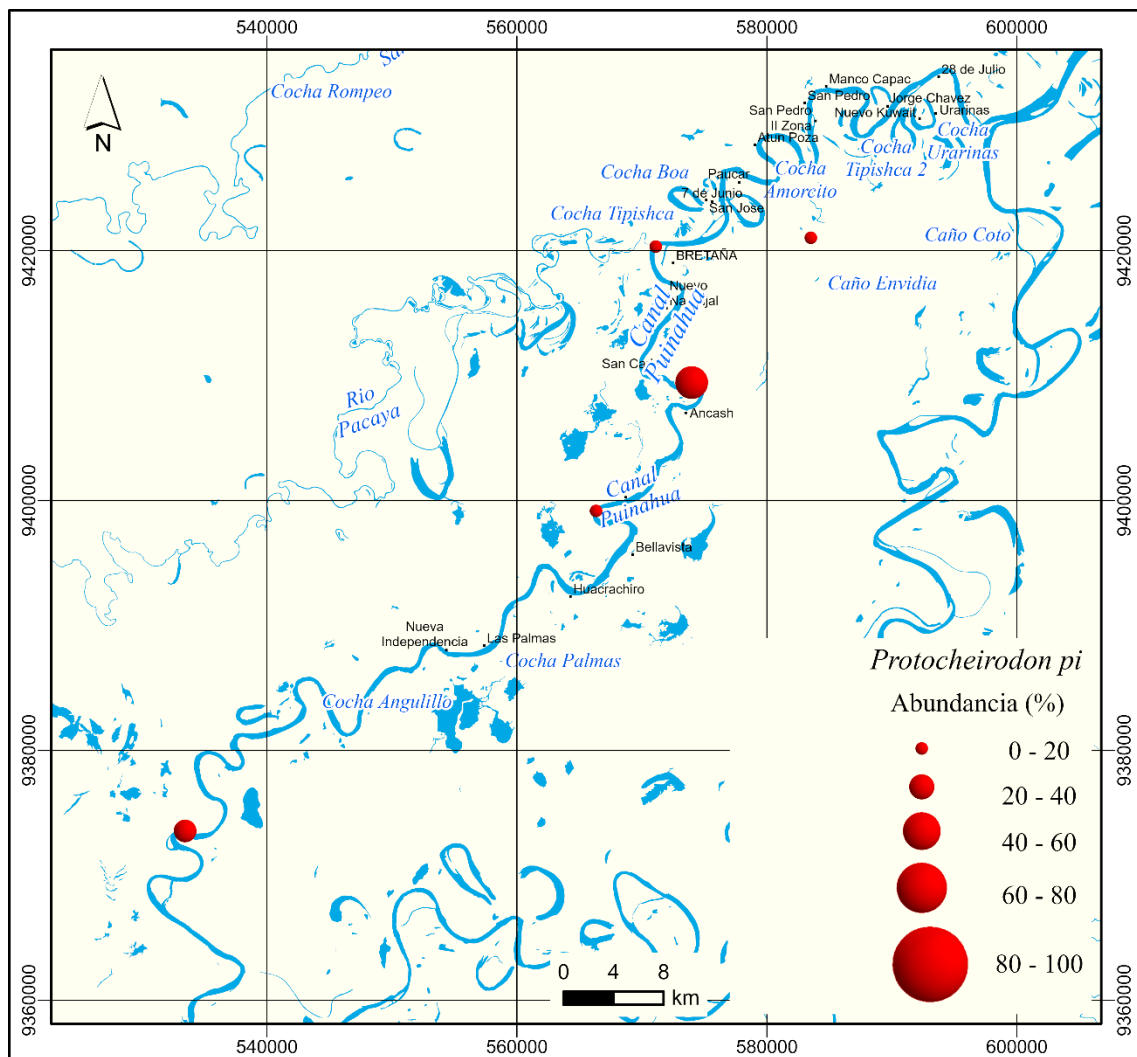 540000 560000 580000 600000
Sa
Cocha Rompeo
N
Manco Capac
28 de Julio
San Pedro
Jorge Chavez
San Pedro
Nuevo Kuwait
Urarinas
II Zona
Cocha
Urarinas
Atun Poza
Cocha
Tipishca 2
Cocha
Amorcito
Cocha Boa
Paucar
7 de Junio
San Jose
Cocha Tipishca
Caño Coto
9420000 9420000
BRETAÑA
Caño Envidia
Nuevo
Canal
Puinahua
San Ca
Rio
Pacaya
Ancash
9400000 9400000
Canal
Puinahua
Bellavista
Huacrachiro
Nueva
Independencia
Las Palmas
Cocha Palmas
Cocha Angulillo
9380000 9380000
Protocheirodon pi
Abundancia (%)
0 - 20
20 - 40
40 - 60
60 - 80
80 - 100
0 4 8
km
9360000 9360000
540000 560000 580000 600000